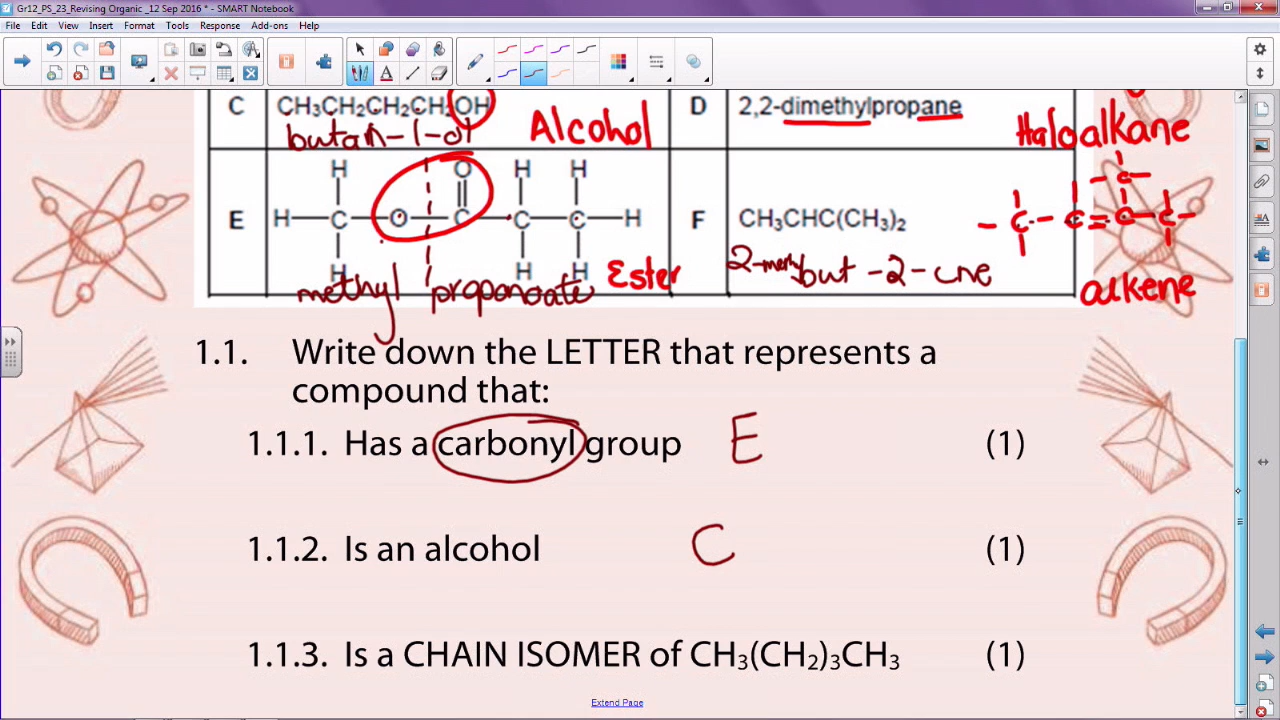 Gr12_PS_23_Revising Organic _12 Sep 2016 * - SMART Notebook
File Edit View Insert Format Tools Response Add-ons Help
C CH3CH2CH2CH2OH Alcohol D 2,2-dimethylpropane Haloalkane
butan-1-ol
H O H H c
E H C O C C C H F CH3CHC(CH3)2 c c c c
H H H
methyl propanoate Ester 2-methylbut-2-ene alkene
1.1. Write down the LETTER that represents a
compound that:
1.1.1. Has a carbonyl group E (1)
1.1.2. Is an alcohol C (1)
1.1.3. Is a CHAIN ISOMER of CH3(CH2)3CH3 (1)
Extend Page